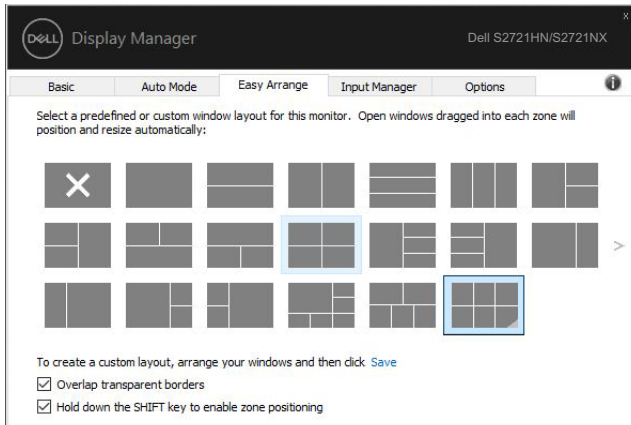 DELL Display Manager Dell S2721HN/S2721NX
Basic Auto Mode Easy Arrange Input Manager Options
Select a predefined or custom window layout for this monitor. Open windows dragged into each zone will
position and resize automatically:
To create a custom layout, arrange your windows and then click Save
Overlap transparent borders
Hold down the SHIFT key to enable zone positioning